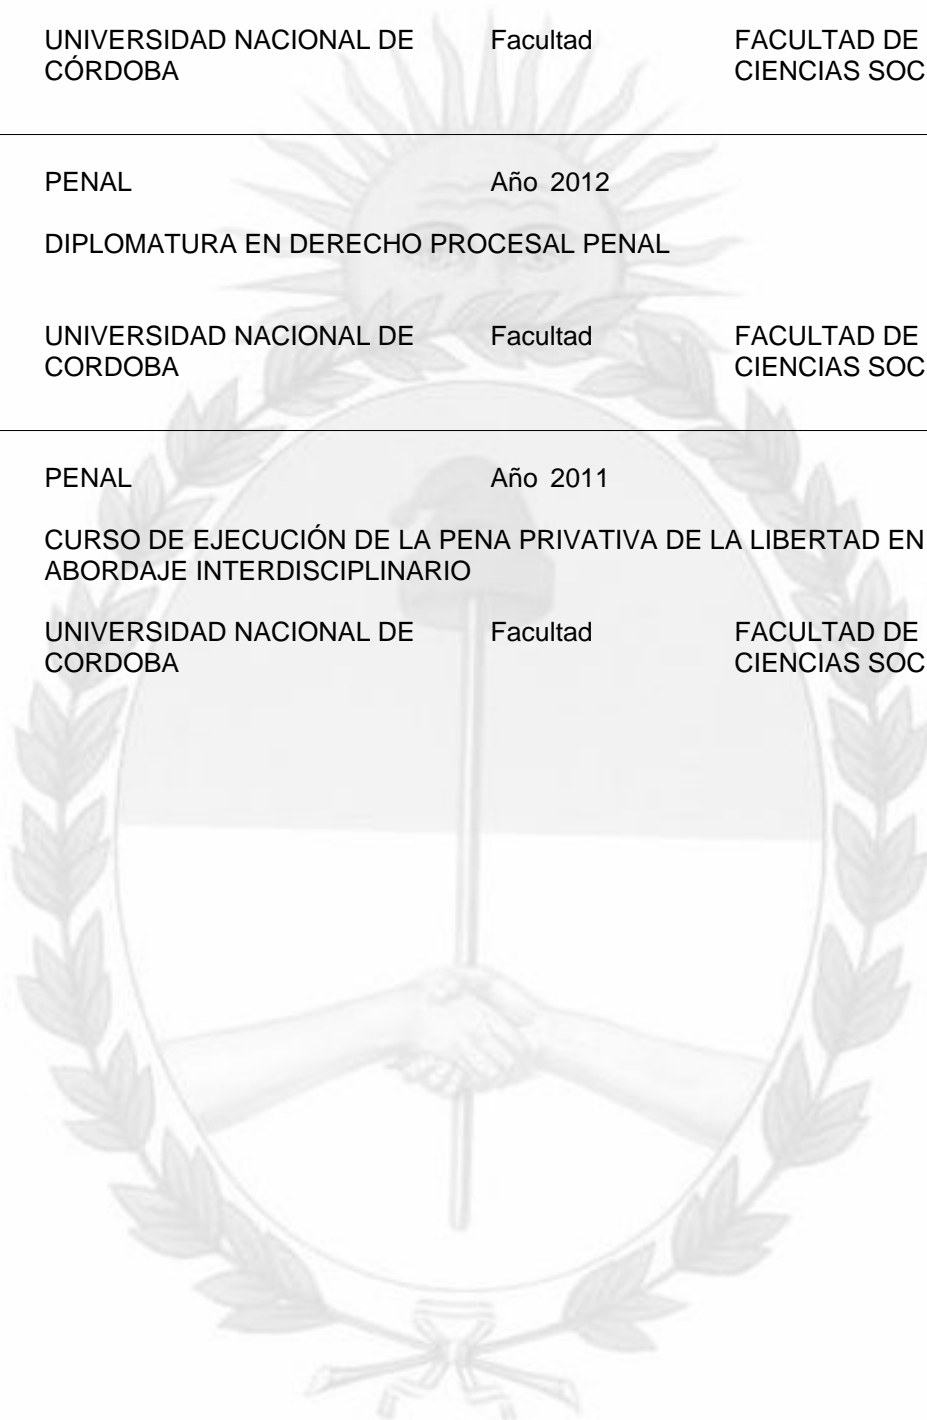 UNIVERSIDAD NACIONAL DE Facultad FACULTAD DE
CÓRDOBA CIENCIAS SOC
PENAL Año 2012
DIPLOMATURA EN DERECHO PROCESAL PENAL
UNIVERSIDAD NACIONAL DE Facultad FACULTAD DE
CORDOBA CIENCIAS SOC
PENAL Año 2011
CURSO DE EJECUCIÓN DE LA PENA PRIVATIVA DE LA LIBERTAD EN
ABORDAJE INTERDISCIPLINARIO
UNIVERSIDAD NACIONAL DE Facultad FACULTAD DE
CORDOBA CIENCIAS SOC